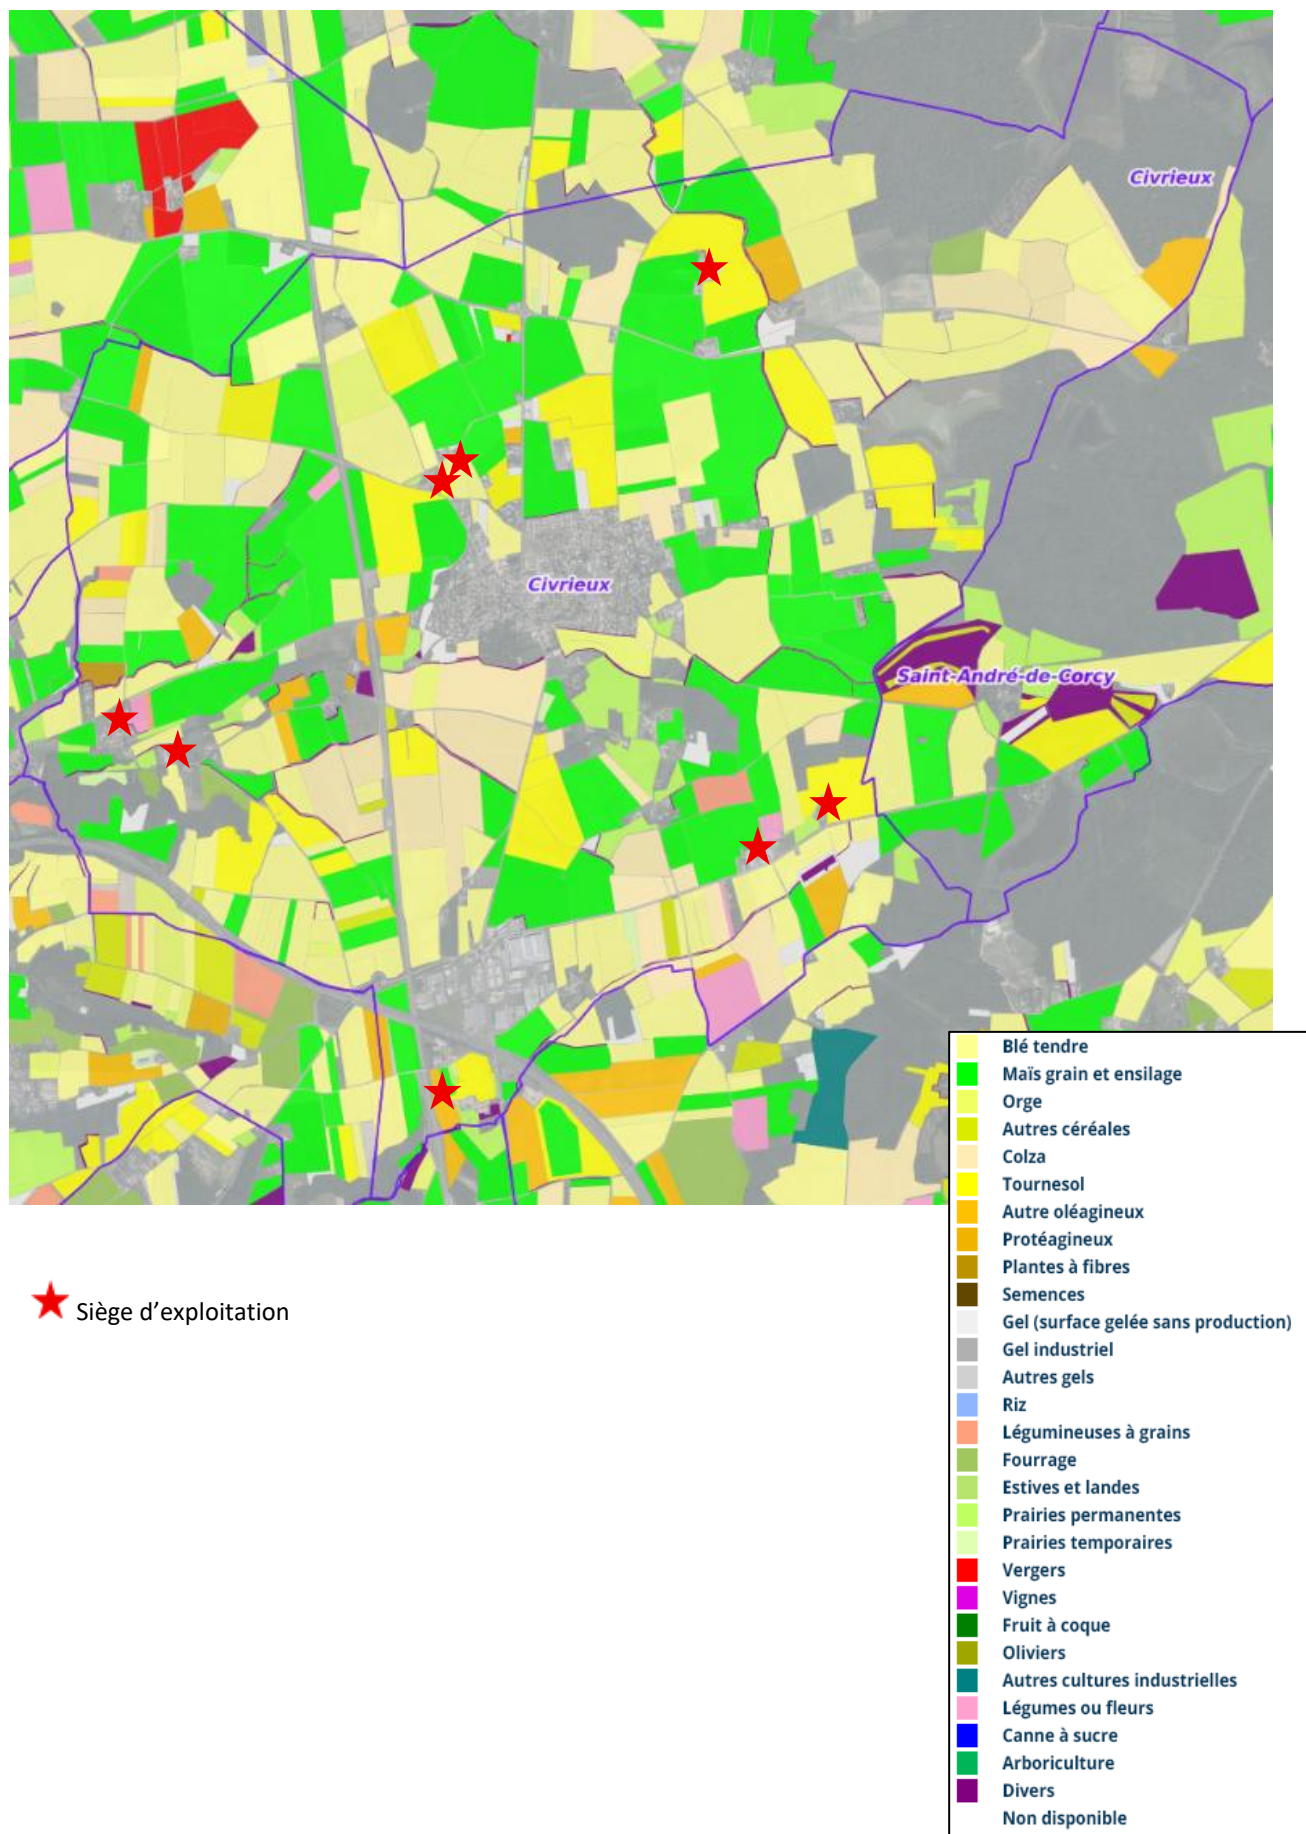 Civrieux
Civrieux
Saint-André-de-Corcy
Blé tendre
Maïs grain et ensilage
Orge
Autres céréales
Colza
Tournesol
Autre oléagineux
Protéagineux
Plantes à fibres
Semences
Gel (surface gelée sans production)
Gel industriel
Autres gels
Riz
Légumineuses à grains
Fourrage
Estives et landes
Prairies permanentes
Prairies temporaires
Vergers
Vignes
Fruit à coque
Oliviers
Autres cultures industrielles
Légumes ou fleurs
Canne à sucre
Arboriculture
Divers
Non disponible
Siège d’exploitation